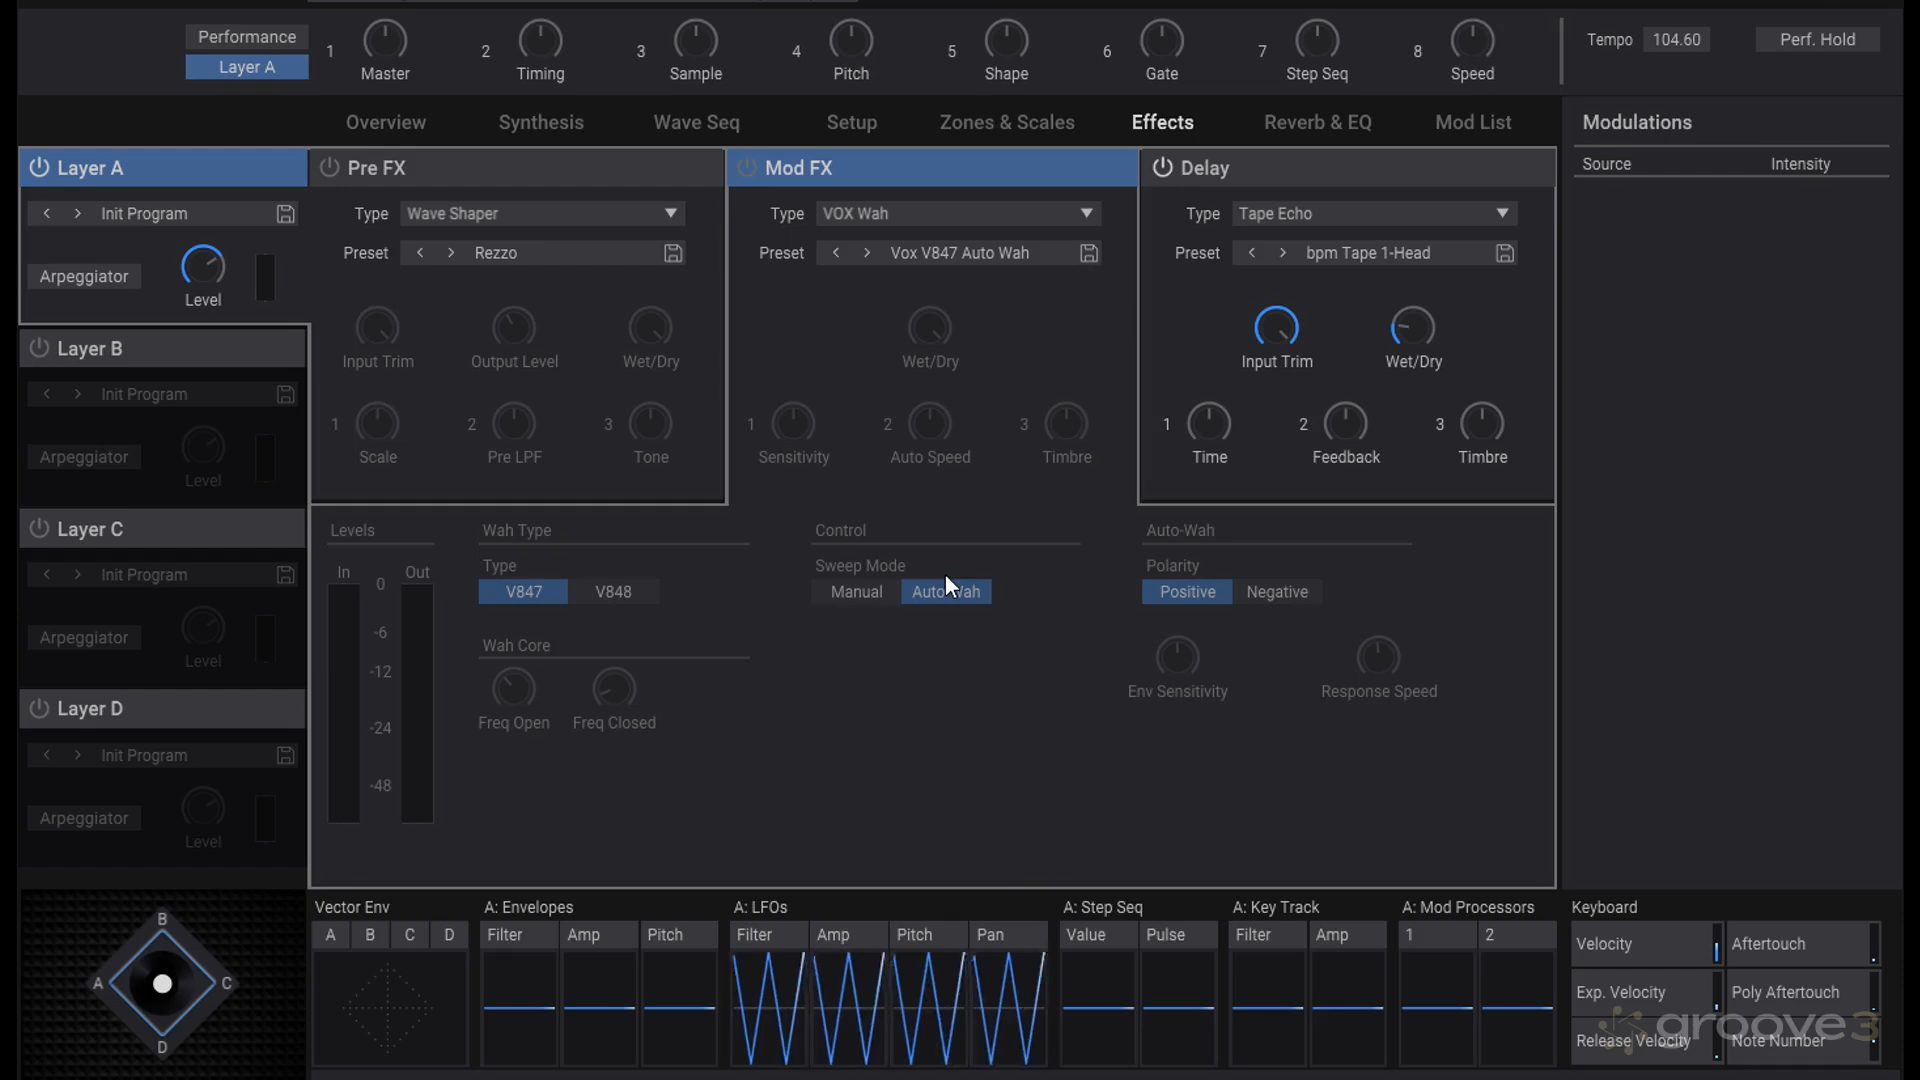 Performance
Layer A
1 Master
2 Timing
3 Sample
4 Pitch
5 Shape
6 Gate
7 Step Seq
8 Speed
Tempo 104.60
Perf. Hold
Overview Synthesis Wave Seq Setup Zones & Scales Effects Reverb & EQ Mod List
Modulations
Source Intensity
Layer A
< > Init Program
Arpeggiator
Level
Layer B
< > Init Program
Arpeggiator
Level
Layer C
< > Init Program
Arpeggiator
Level
Layer D
< > Init Program
Arpeggiator
Level
Pre FX
Type Wave Shaper
Preset < > Rezzo
Input Trim Output Level Wet/Dry
1 2 3
Scale Pre LPF Tone
Mod FX
Type VOX Wah
Preset < > Vox V847 Auto Wah
Wet/Dry
1 2 3
Sensitivity Auto Speed Timbre
Delay
Type Tape Echo
Preset < > bpm Tape 1-Head
Input Trim Wet/Dry
1 2 3
Time Feedback Timbre
Levels
In Out
0
-6
-12
-24
-48
Wah Type
Type
V847 V848
Wah Core
Freq Open Freq Closed
Control
Sweep Mode
Manual Auto-Wah
Auto-Wah
Polarity
Positive Negative
Env Sensitivity Response Speed
B
A C
D
Vector Env
A B C D
A: Envelopes
Filter Amp Pitch
A: LFOs
Filter Amp Pitch Pan
A: Step Seq
Value Pulse
A: Key Track
Filter Amp
A: Mod Processors
1 2
Keyboard
Velocity Aftertouch
Exp. Velocity Poly Aftertouch
Release Velocity Note Number
groove3